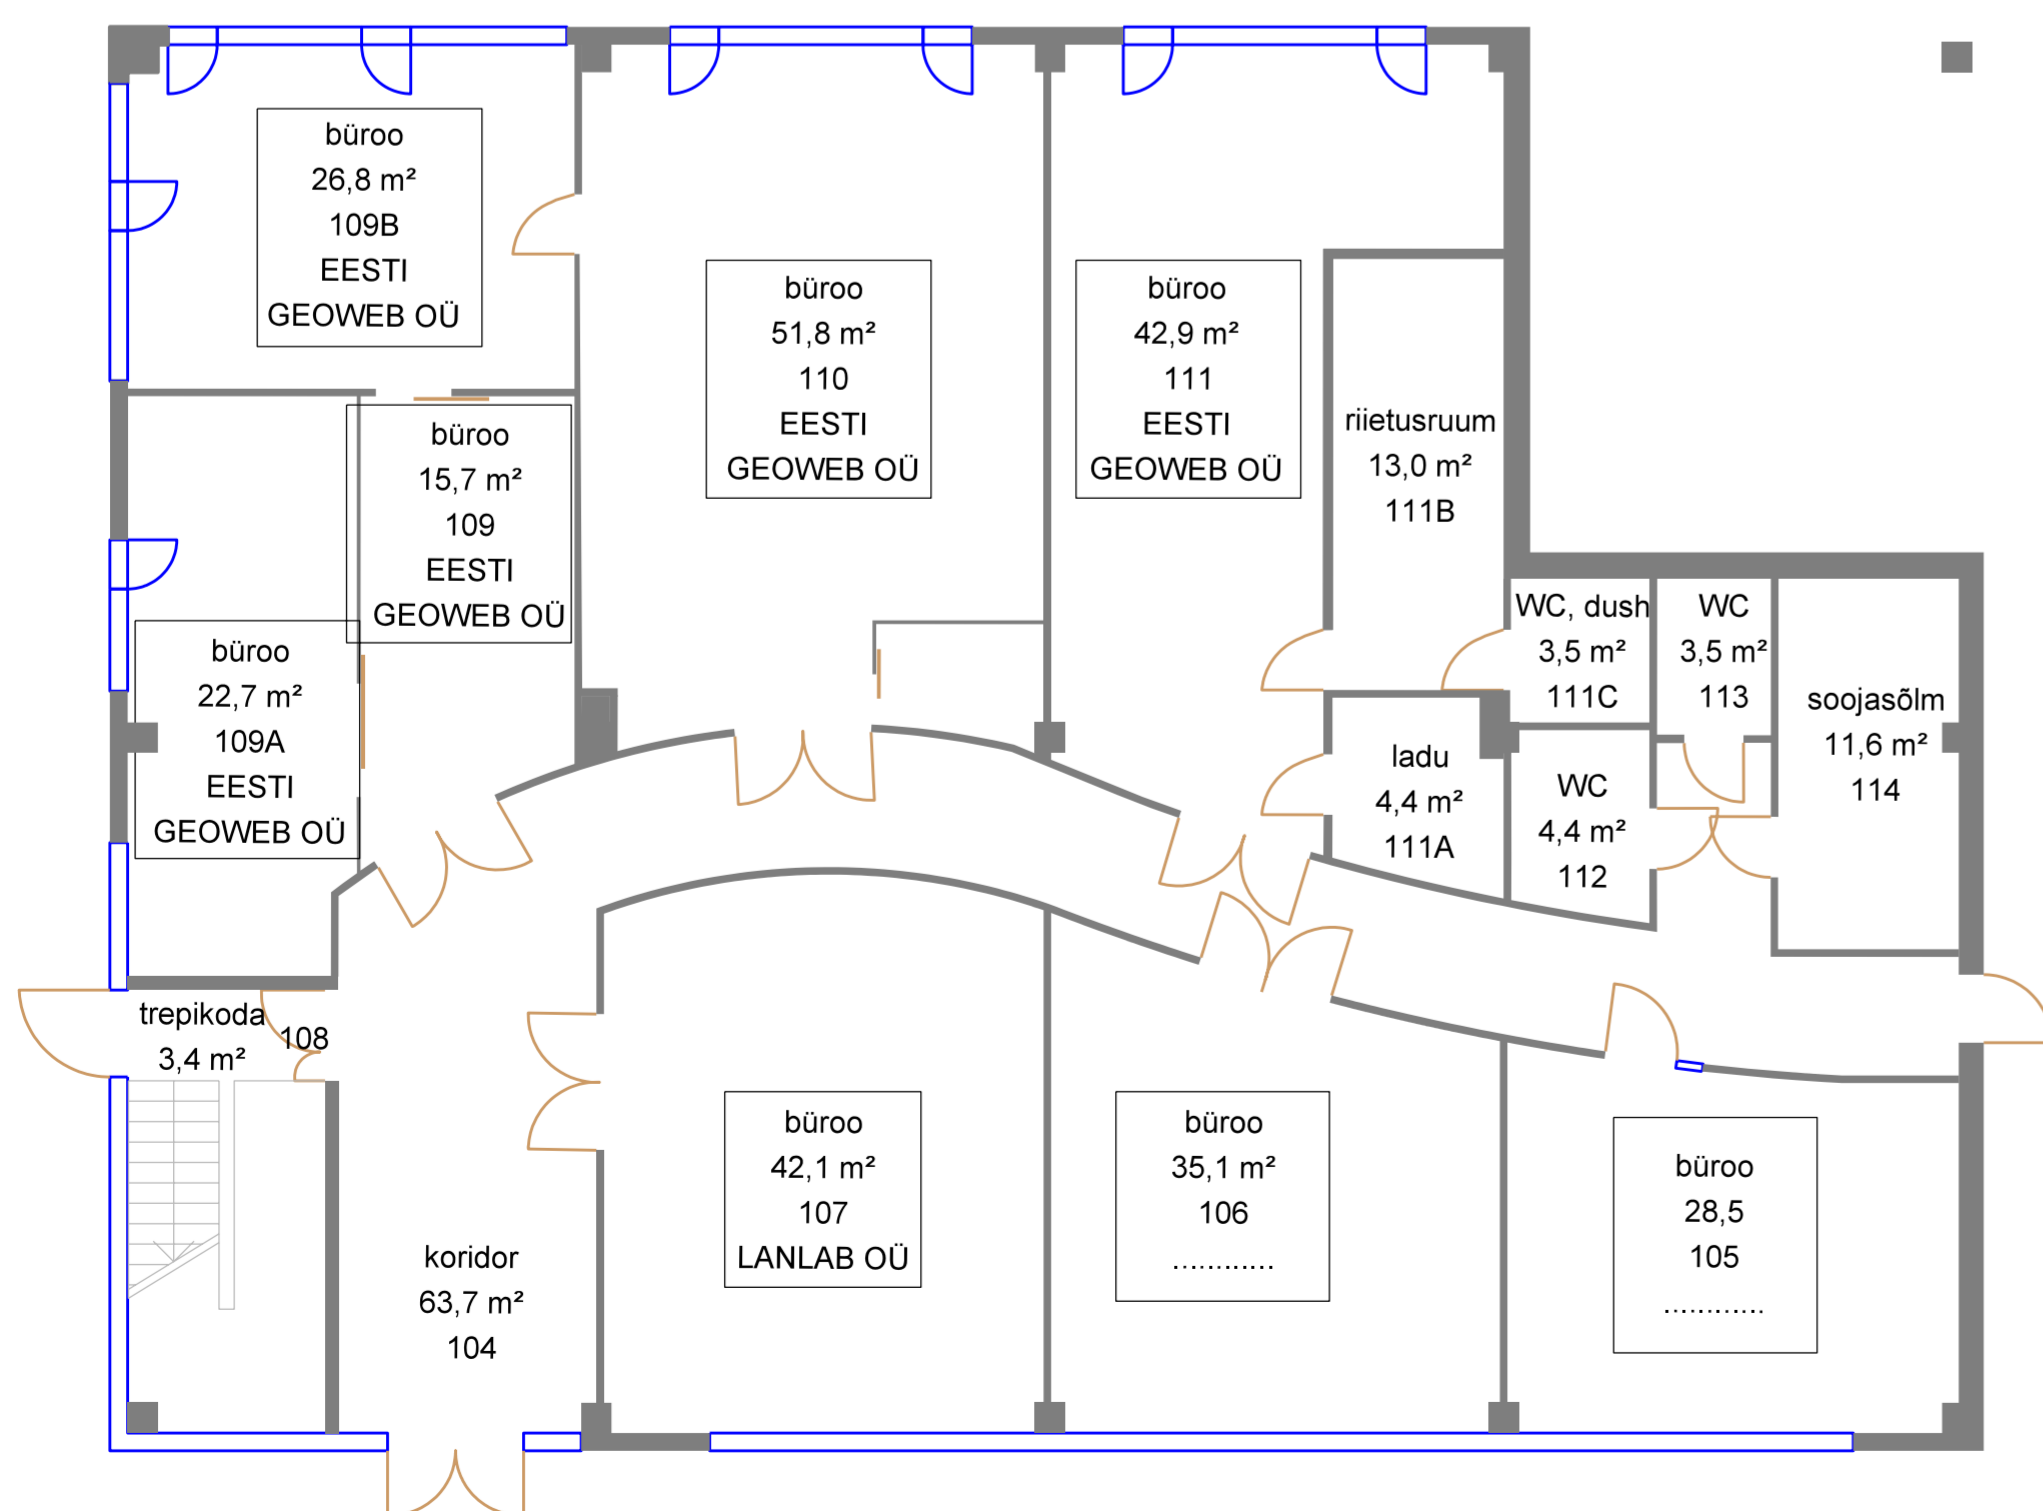 büroo
26,8 m²
109B
EESTI
GEOWEB OÜ
büroo
15,7 m²
109
EESTI
GEOWEB OÜ
büroo
22,7 m²
109A
EESTI
GEOWEB OÜ
büroo
51,8 m²
110
EESTI
GEOWEB OÜ
büroo
42,9 m²
111
EESTI
GEOWEB OÜ
riietusruum
13,0 m²
111B
WC, dush
3,5 m²
111C
WC
3,5 m²
113
soojasõlm
11,6 m²
114
ladu
4,4 m²
111A
WC
4,4 m²
112
trepikoda
3,4 m²
108
koridor
63,7 m²
104
büroo
42,1 m²
107
LANLAB OÜ
büroo
35,1 m²
106
............
büroo
28,5
105
............